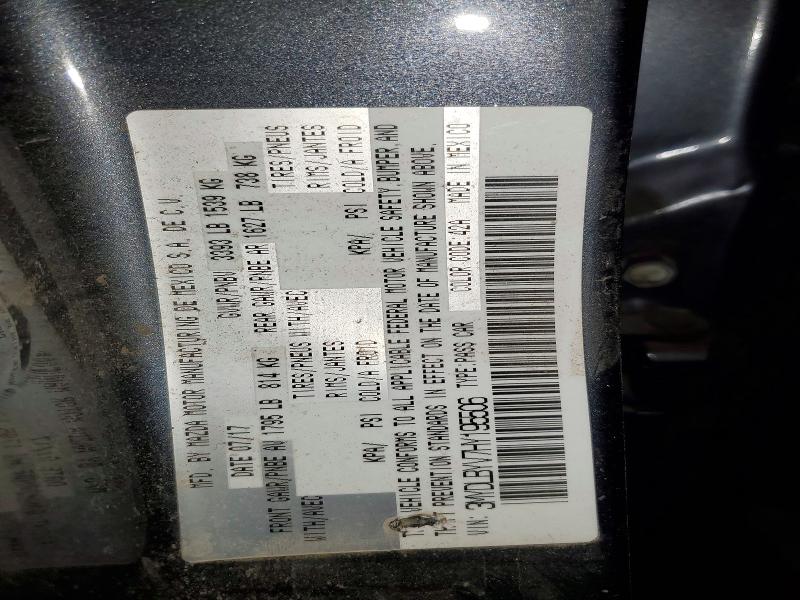 MFD. BY MAZDA MOTOR MANUFACTURING DE MEXICO S.A. DE C.V.
DATE 07/17 GVWR/PNBV 3393 LB 1539 KG
FRONT GAWR/PNBE AV 1795 LB 814 KG REAR GAWR/PNBE AR 1627 LB 738 KG
WITH/AVEC TIRES/PNEUS WITH/AVEC TIRES/PNEUS
RIMS/JANTES RIMS/JANTES
KPA/ PSI COLD/A FROID KPA/ PSI COLD/A FROID
VEHICLE CONFORMS TO ALL APPLICABLE FEDERAL MOTOR VEHICLE SAFETY, BUMPER, AND
PREVENTION STANDARDS IN EFFECT ON THE DATE OF MANUFACTURE SHOWN ABOVE.
VIN: TYPE:PASS CAR COLOR CODE 42A MADE IN MEXICO